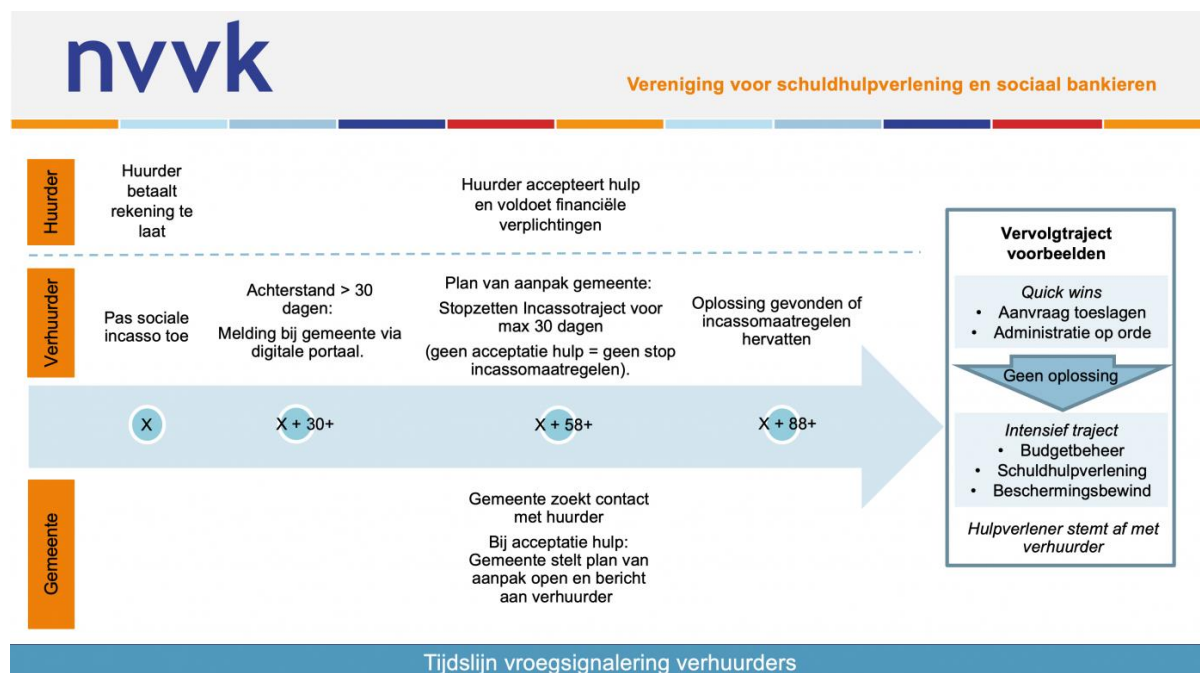 nvvk
Vereniging voor schuldhulpverlening en sociaal bankieren
Huurder
Huurder
betaalt
rekening te
laat
Huurder accepteert hulp
en voldoet financiële
verplichtingen
Verhuurder
Pas sociale
incasso toe
Achterstand > 30
dagen:
Melding bij gemeente via
digitale portaal.
Plan van aanpak gemeente:
Stopzetten Incassotraject voor
max 30 dagen
(geen acceptatie hulp = geen stop
incassomaatregelen).
Oplossing gevonden of
incassomaatregelen
hervatten
X
X + 30+
X + 58+
X + 88+
Gemeente
Gemeente zoekt contact
met huurder
Bij acceptatie hulp:
Gemeente stelt plan van
aanpak open en bericht
aan verhuurder
Vervolgtraject
voorbeelden
Quick wins
• Aanvraag toeslagen
• Administratie op orde
Geen oplossing
Intensief traject
• Budgetbeheer
• Schuldhulpverlening
• Beschermingsbewind
Hulpverlener stemt af met
verhuurder
Tijdslijn vroegsignalering verhuurders